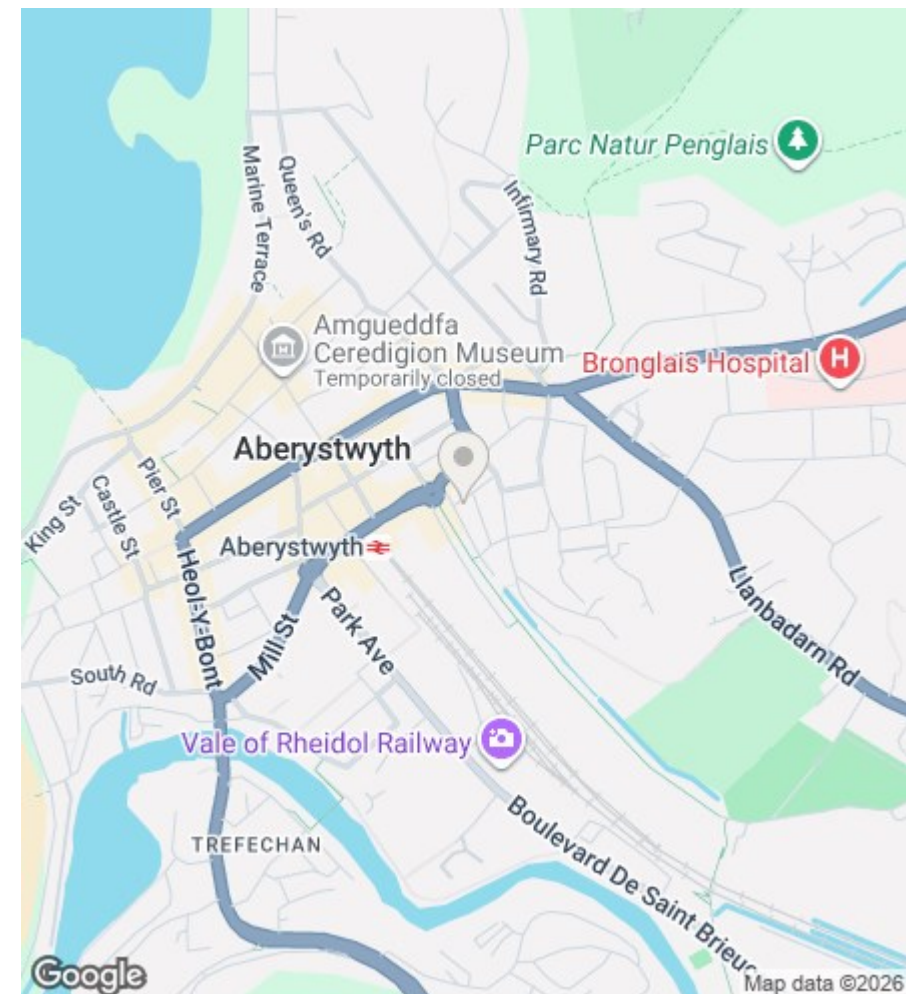 Parc Natur Penglais
Marine Terrace
Queen's Rd
Infirmary Rd
Amgueddfa
Ceredigion Museum
Temporarily closed
Bronglais Hospital
Aberystwyth
Pier St
Castle St
King St
Aberystwyth
Heol-Y-Bont
Mill St
Park Ave
Llanbadarn Rd
South Rd
Vale of Rheidol Railway
TREFECHAN
Boulevard De Saint Brieuc
Google
Map data ©2026